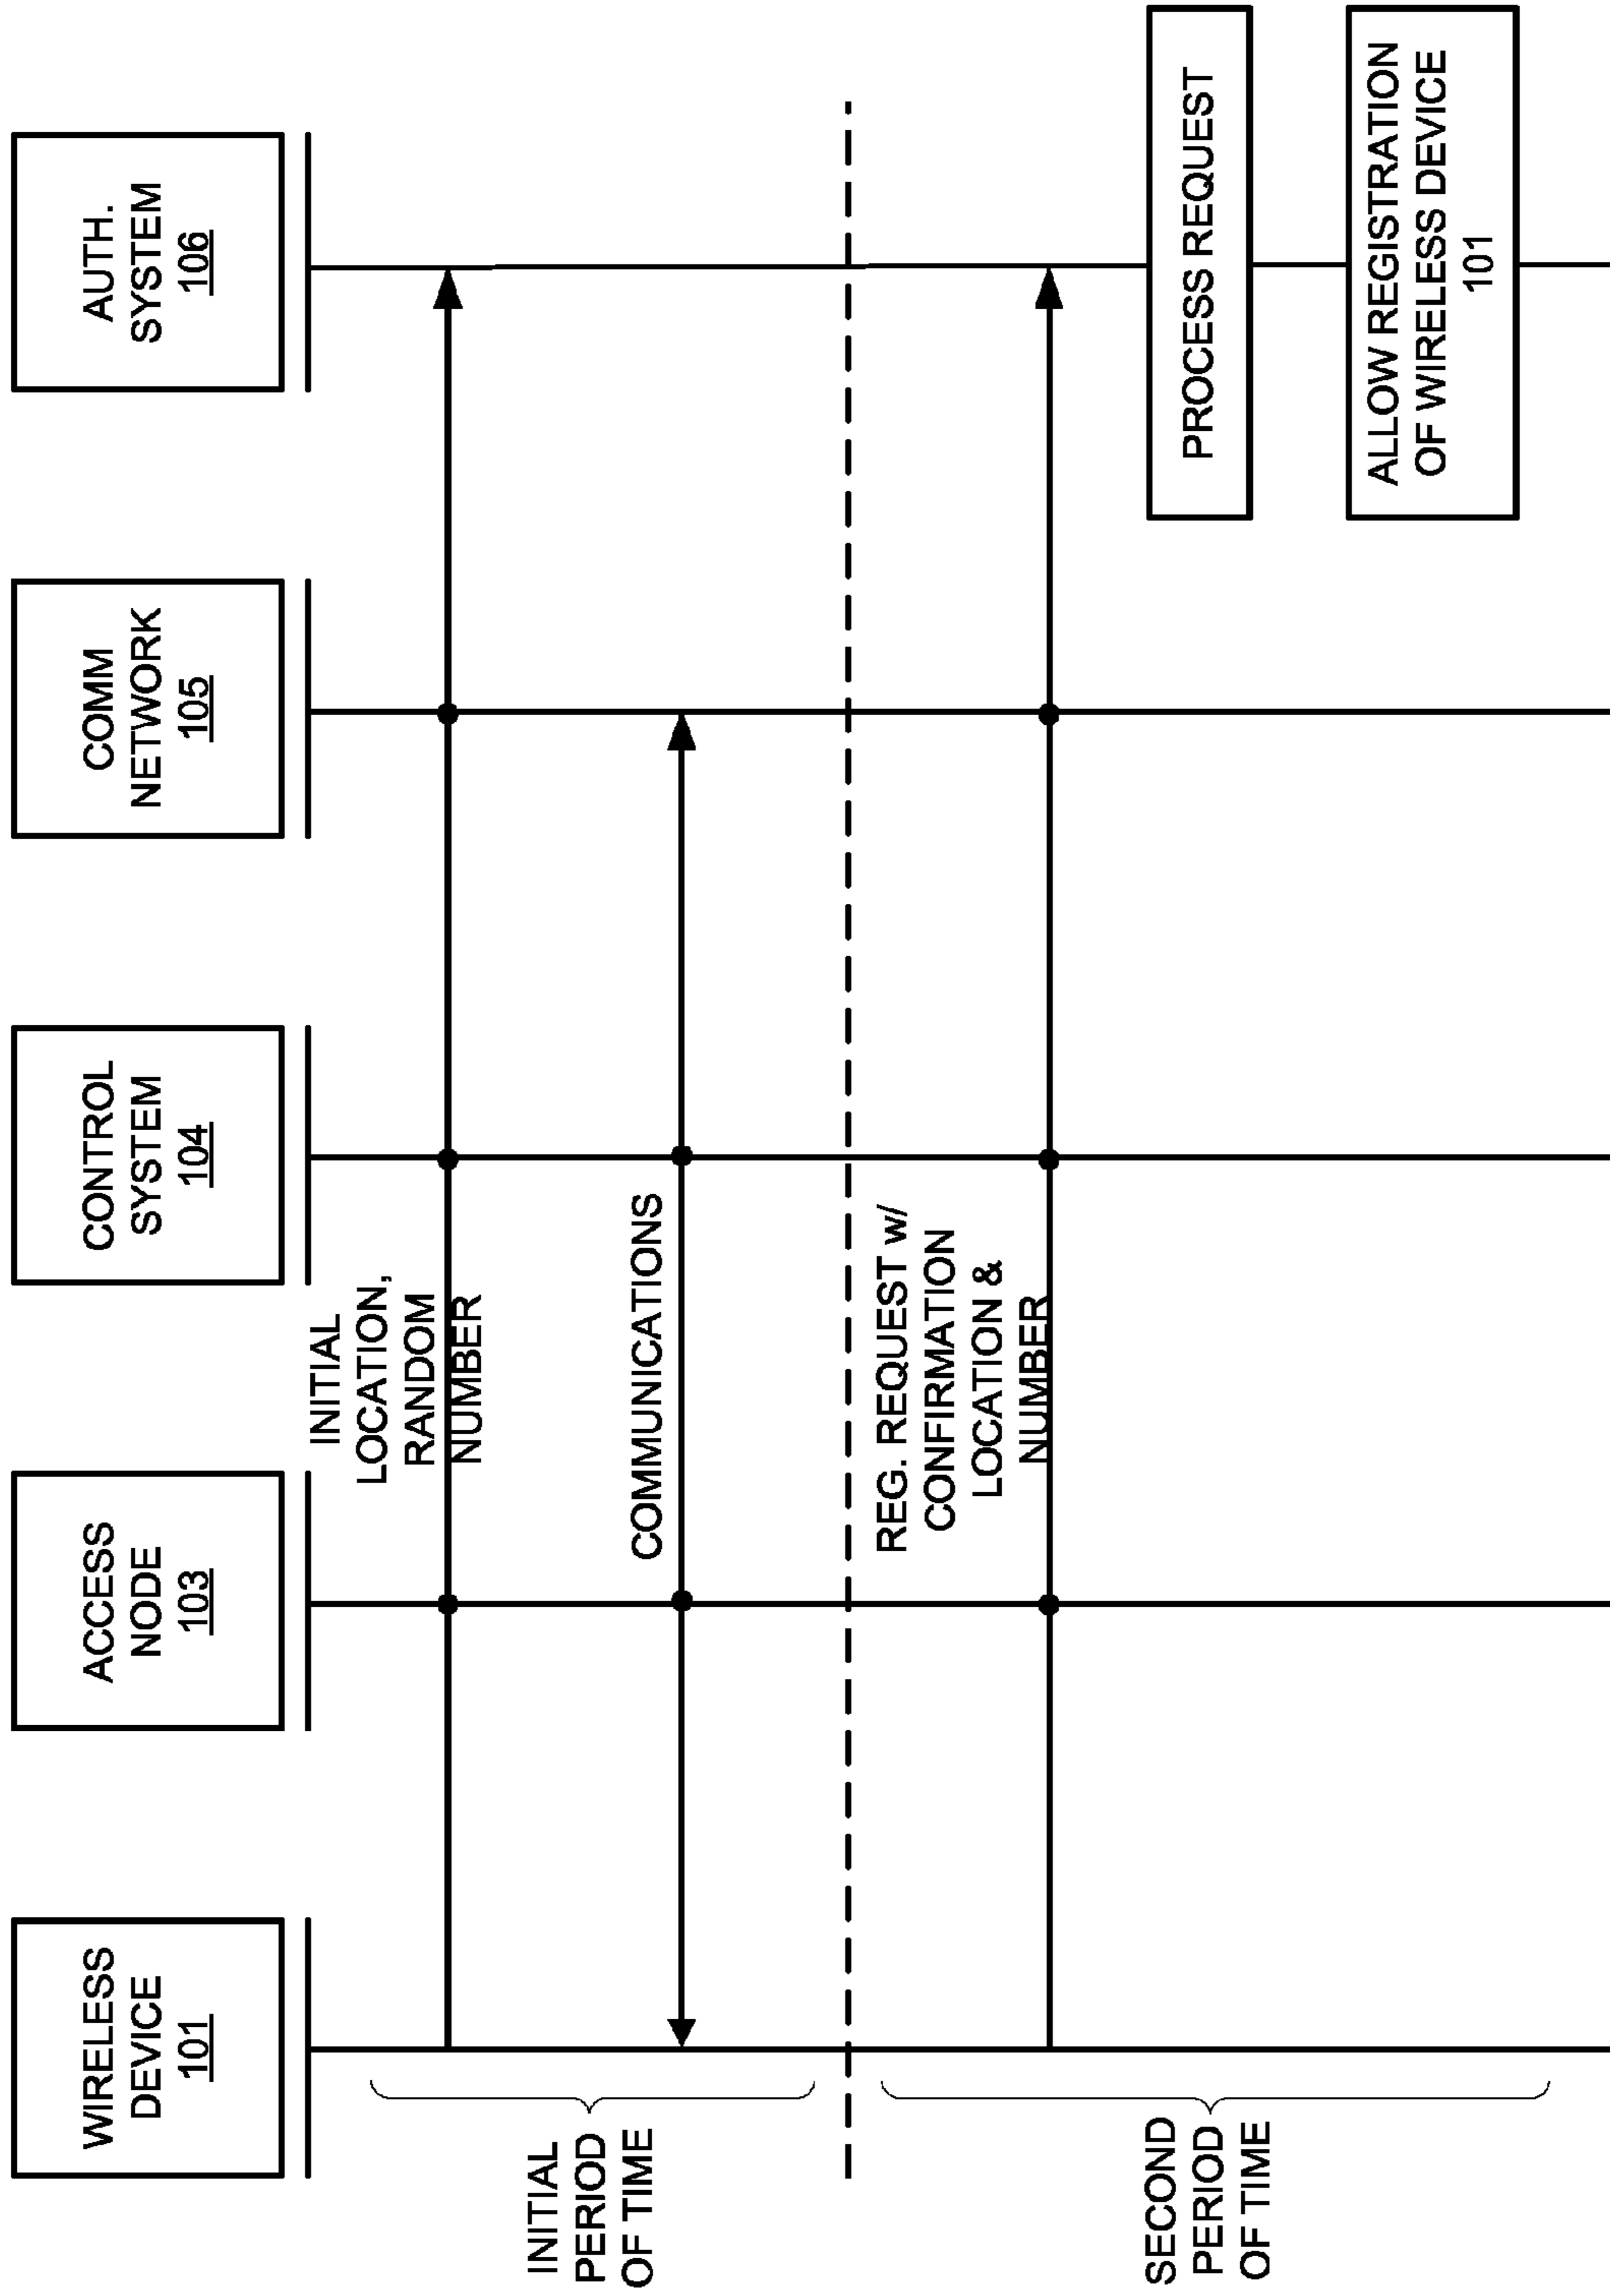 WIRELESS
DEVICE
101
ACCESS
NODE
103
CONTROL
SYSTEM
104
COMM
NETWORK
105
AUTH.
SYSTEM
106
INITIAL
LOCATION,
RANDOM
NUMBER
INITIAL
PERIOD
OF TIME
COMMUNICATIONS
REG. REQUEST w/
CONFIRMATION
LOCATION &
NUMBER
SECOND
PERIOD
OF TIME
PROCESS REQUEST
ALLOW REGISTRATION
OF WIRELESS DEVICE
101